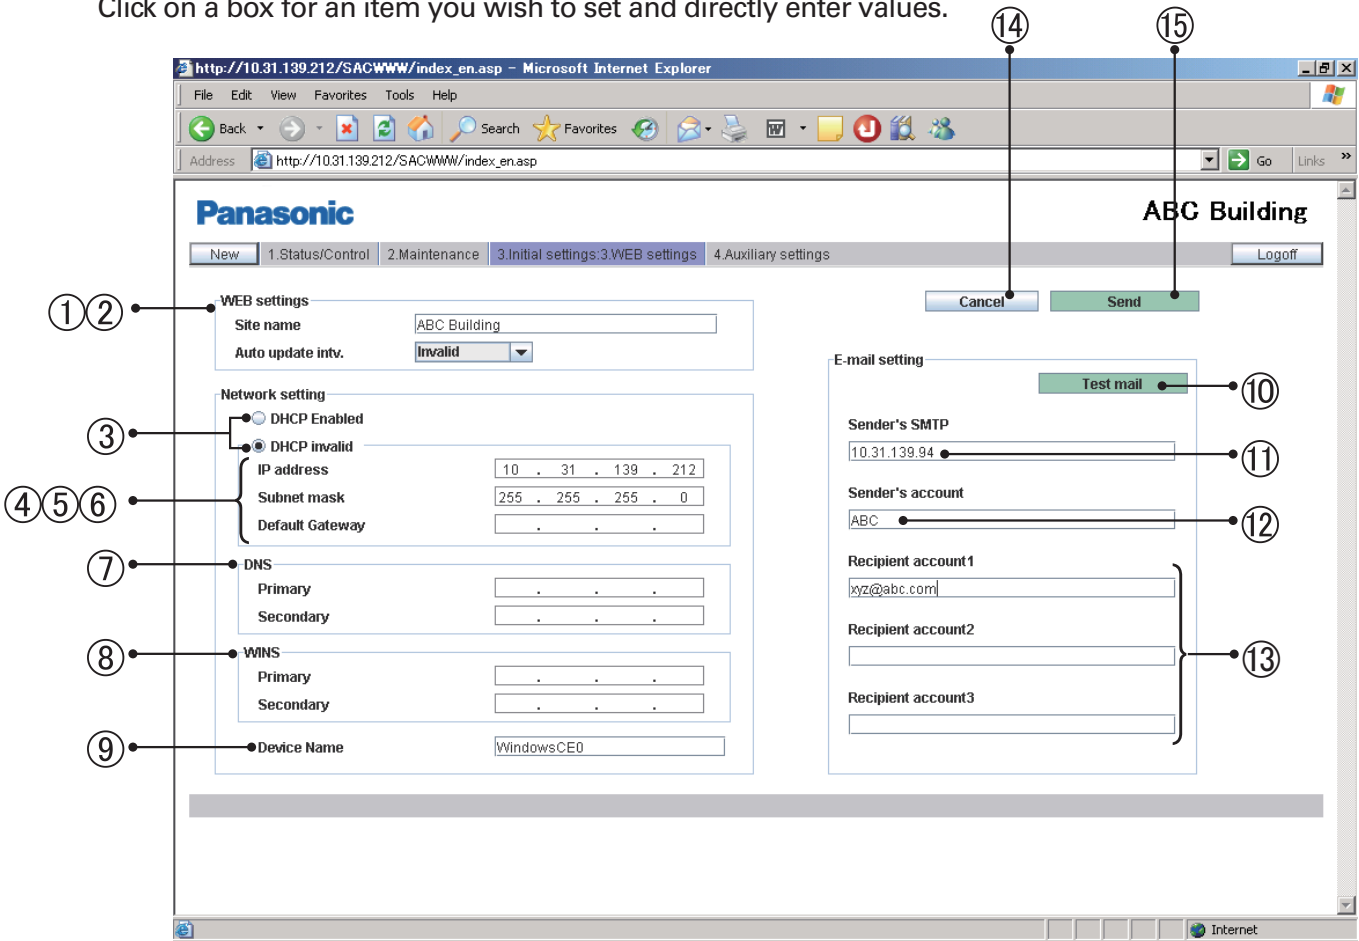 Click on a box for an item you wish to set and directly enter values.
⑭ ⑮
http://10.31.139.212/SACWWW/index_en.asp - Microsoft Internet Explorer
File Edit View Favorites Tools Help
Back Search Favorites
Address http://10.31.139.212/SACWWW/index_en.asp Go Links »
Panasonic ABC Building
New 1.Status/Control 2.Maintenance 3.Initial settings:3.WEB settings 4.Auxiliary settings Logoff
①② WEB settings
Cancel Send
Site name ABC Building
Auto update intv. Invalid
Network setting
③ DHCP Enabled
DHCP invalid
④⑤⑥ IP address 10 . 31 . 139 . 212
Subnet mask 255 . 255 . 255 . 0
Default Gateway . . .
⑦ DNS
Primary . . .
Secondary . . .
⑧ WINS
Primary . . .
Secondary . . .
⑨ Device Name WindowsCE0
E-mail setting
Test mail ⑩
Sender's SMTP
10.31.139.94 ⑪
Sender's account
ABC ⑫
Recipient account1
xyz@abc.com
Recipient account2
⑬
Recipient account3
Internet